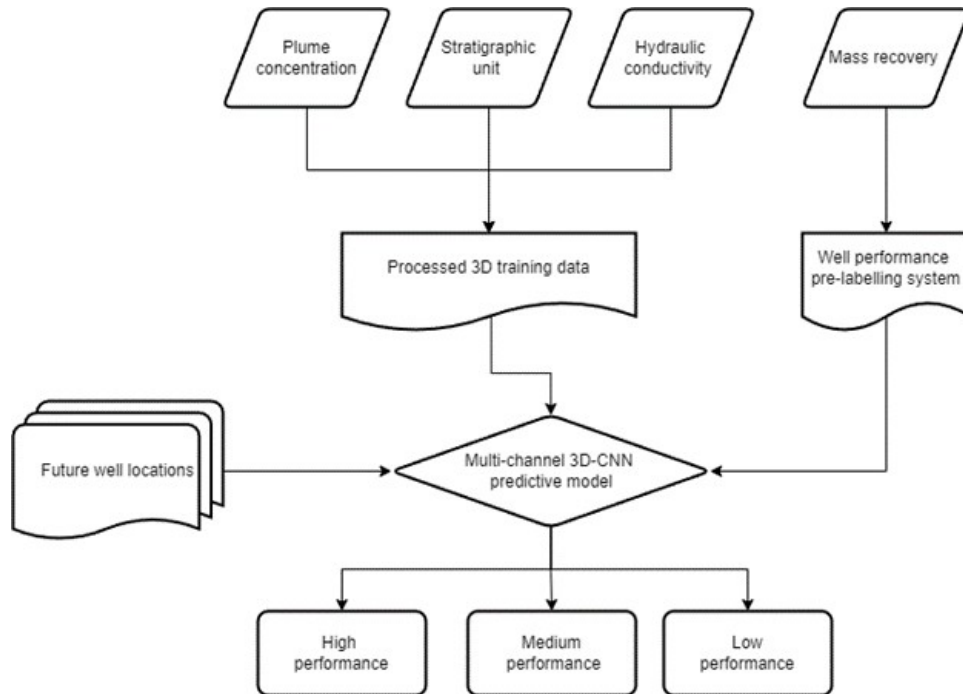 Plume
concentration
Stratigraphic
unit
Hydraulic
conductivity
Mass recovery
Processed 3D training data
Well performance
pre-labelling system
Future well locations
Multi-channel 3D-CNN
predictive model
High
performance
Medium
performance
Low
performance